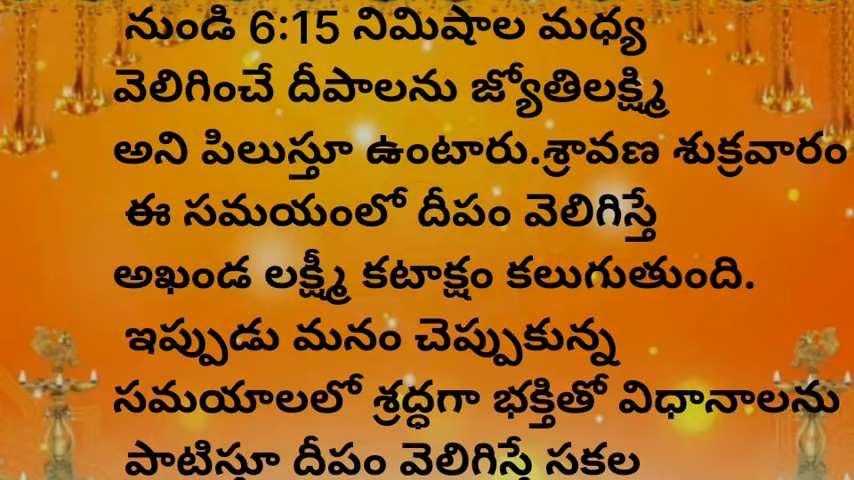 నుండి 6:15 నిమిషాల మధ్య
వెలిగించే దీపాలను జ్యోతిలక్ష్మి
అని పిలుస్తూ ఉంటారు.శ్రావణ శుక్రవారం
ఈ సమయంలో దీపం వెలిగిస్తే
అఖండ లక్ష్మీ కటాక్షం కలుగుతుంది.
ఇప్పుడు మనం చెప్పుకున్న
సమయాలలో శ్రద్ధగా భక్తితో విధానాలను
పాటిస్తూ దీపం వెలిగిస్తే సకల